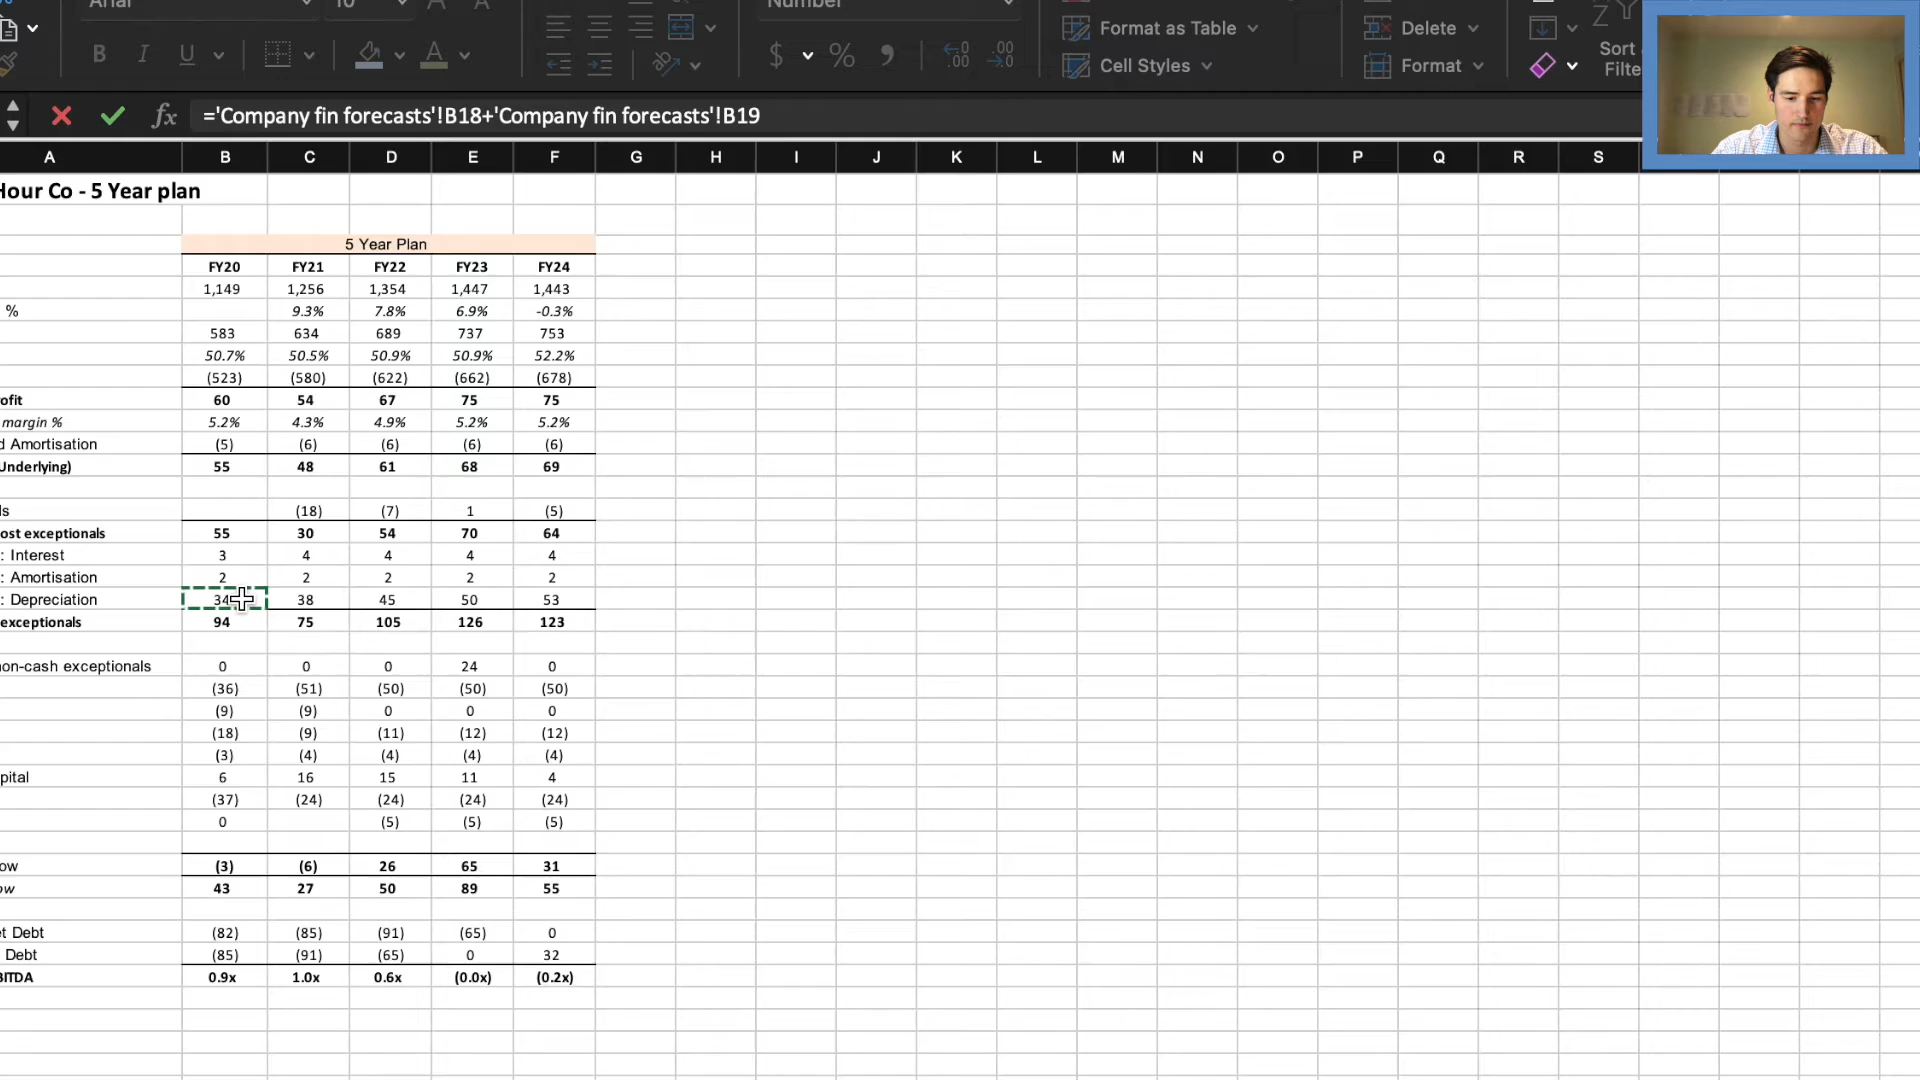 Arial
10
Number
Format as Table
Delete
Sort
B I U
$ %
Cell Styles
Format
Filte
fx ='Company fin forecasts'!B18+'Company fin forecasts'!B19
A B C D E F G H I J K L M N O P Q R S
Hour Co - 5 Year plan
5 Year Plan
FY20 FY21 FY22 FY23 FY24
1,149 1,256 1,354 1,447 1,443
% 9.3% 7.8% 6.9% -0.3%
583 634 689 737 753
50.7% 50.5% 50.9% 50.9% 52.2%
(523) (580) (622) (662) (678)
ofit 60 54 67 75 75
margin % 5.2% 4.3% 4.9% 5.2% 5.2%
d Amortisation (5) (6) (6) (6) (6)
Underlying) 55 48 61 68 69
ls (18) (7) 1 (5)
ost exceptionals 55 30 54 70 64
: Interest 3 4 4 4 4
: Amortisation 2 2 2 2 2
: Depreciation 34 38 45 50 53
exceptionals 94 75 105 126 123
non-cash exceptionals 0 0 0 24 0
(36) (51) (50) (50) (50)
(9) (9) 0 0 0
(18) (9) (11) (12) (12)
(3) (4) (4) (4) (4)
pital 6 16 15 11 4
(37) (24) (24) (24) (24)
0 (5) (5) (5)
ow (3) (6) 26 65 31
ow 43 27 50 89 55
et Debt (82) (85) (91) (65) 0
Debt (85) (91) (65) 0 32
BITDA 0.9x 1.0x 0.6x (0.0x) (0.2x)